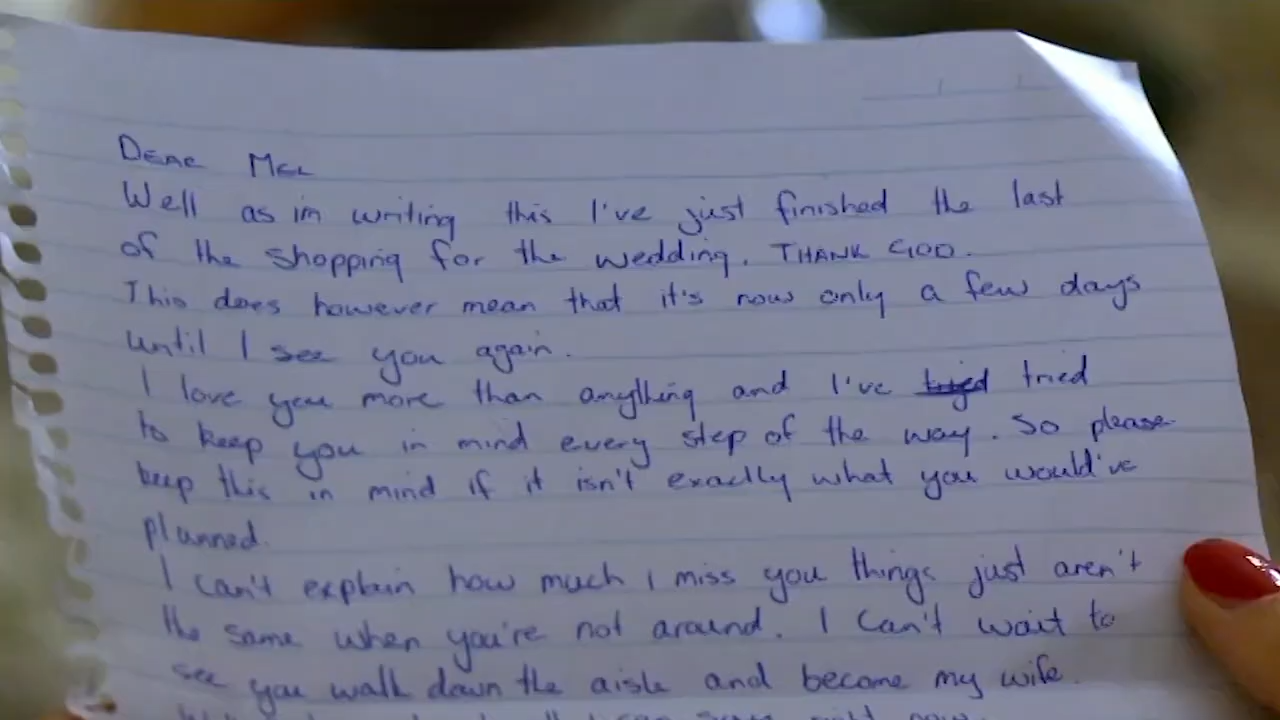 DEAR MEL
Well as im writing this I've just finished the last
of the shopping for the wedding. THANK GOD.
This does however mean that it's now only a few days
until I see you again.
I love you more than anything and I've tried tried
to keep you in mind every step of the way. So please
keep this in mind if it isn't exactly what you would've
planned.
I can't explain how much I miss you things just aren't
the same when you're not around. I can't wait to
see you walk down the aisle and become my wife.
I can right now